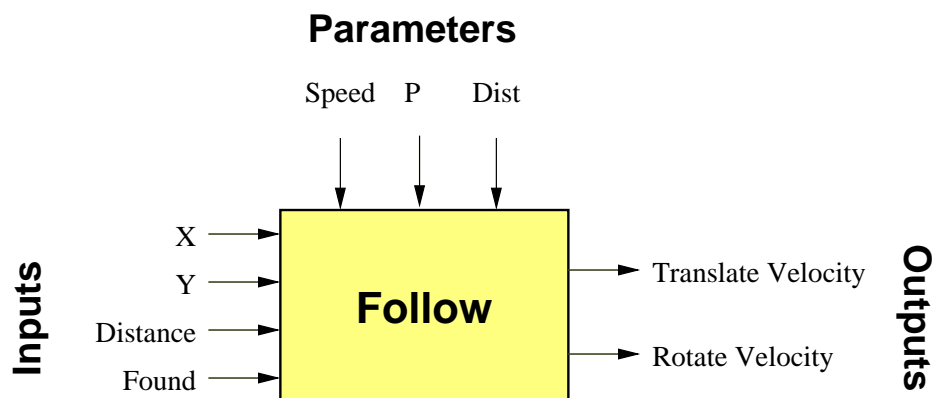 Parameters
Speed P Dist
Inputs
X
Y
Distance
Found
Follow
Translate Velocity
Rotate Velocity
Outputs